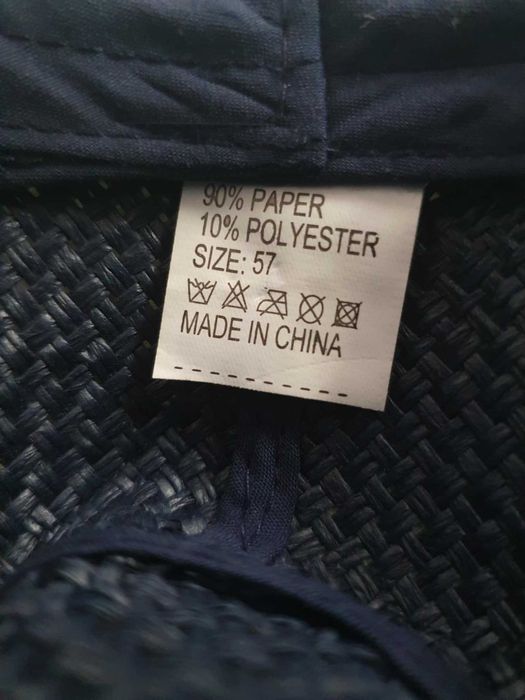 90% PAPER
10% POLYESTER
SIZE: 57
MADE IN CHINA